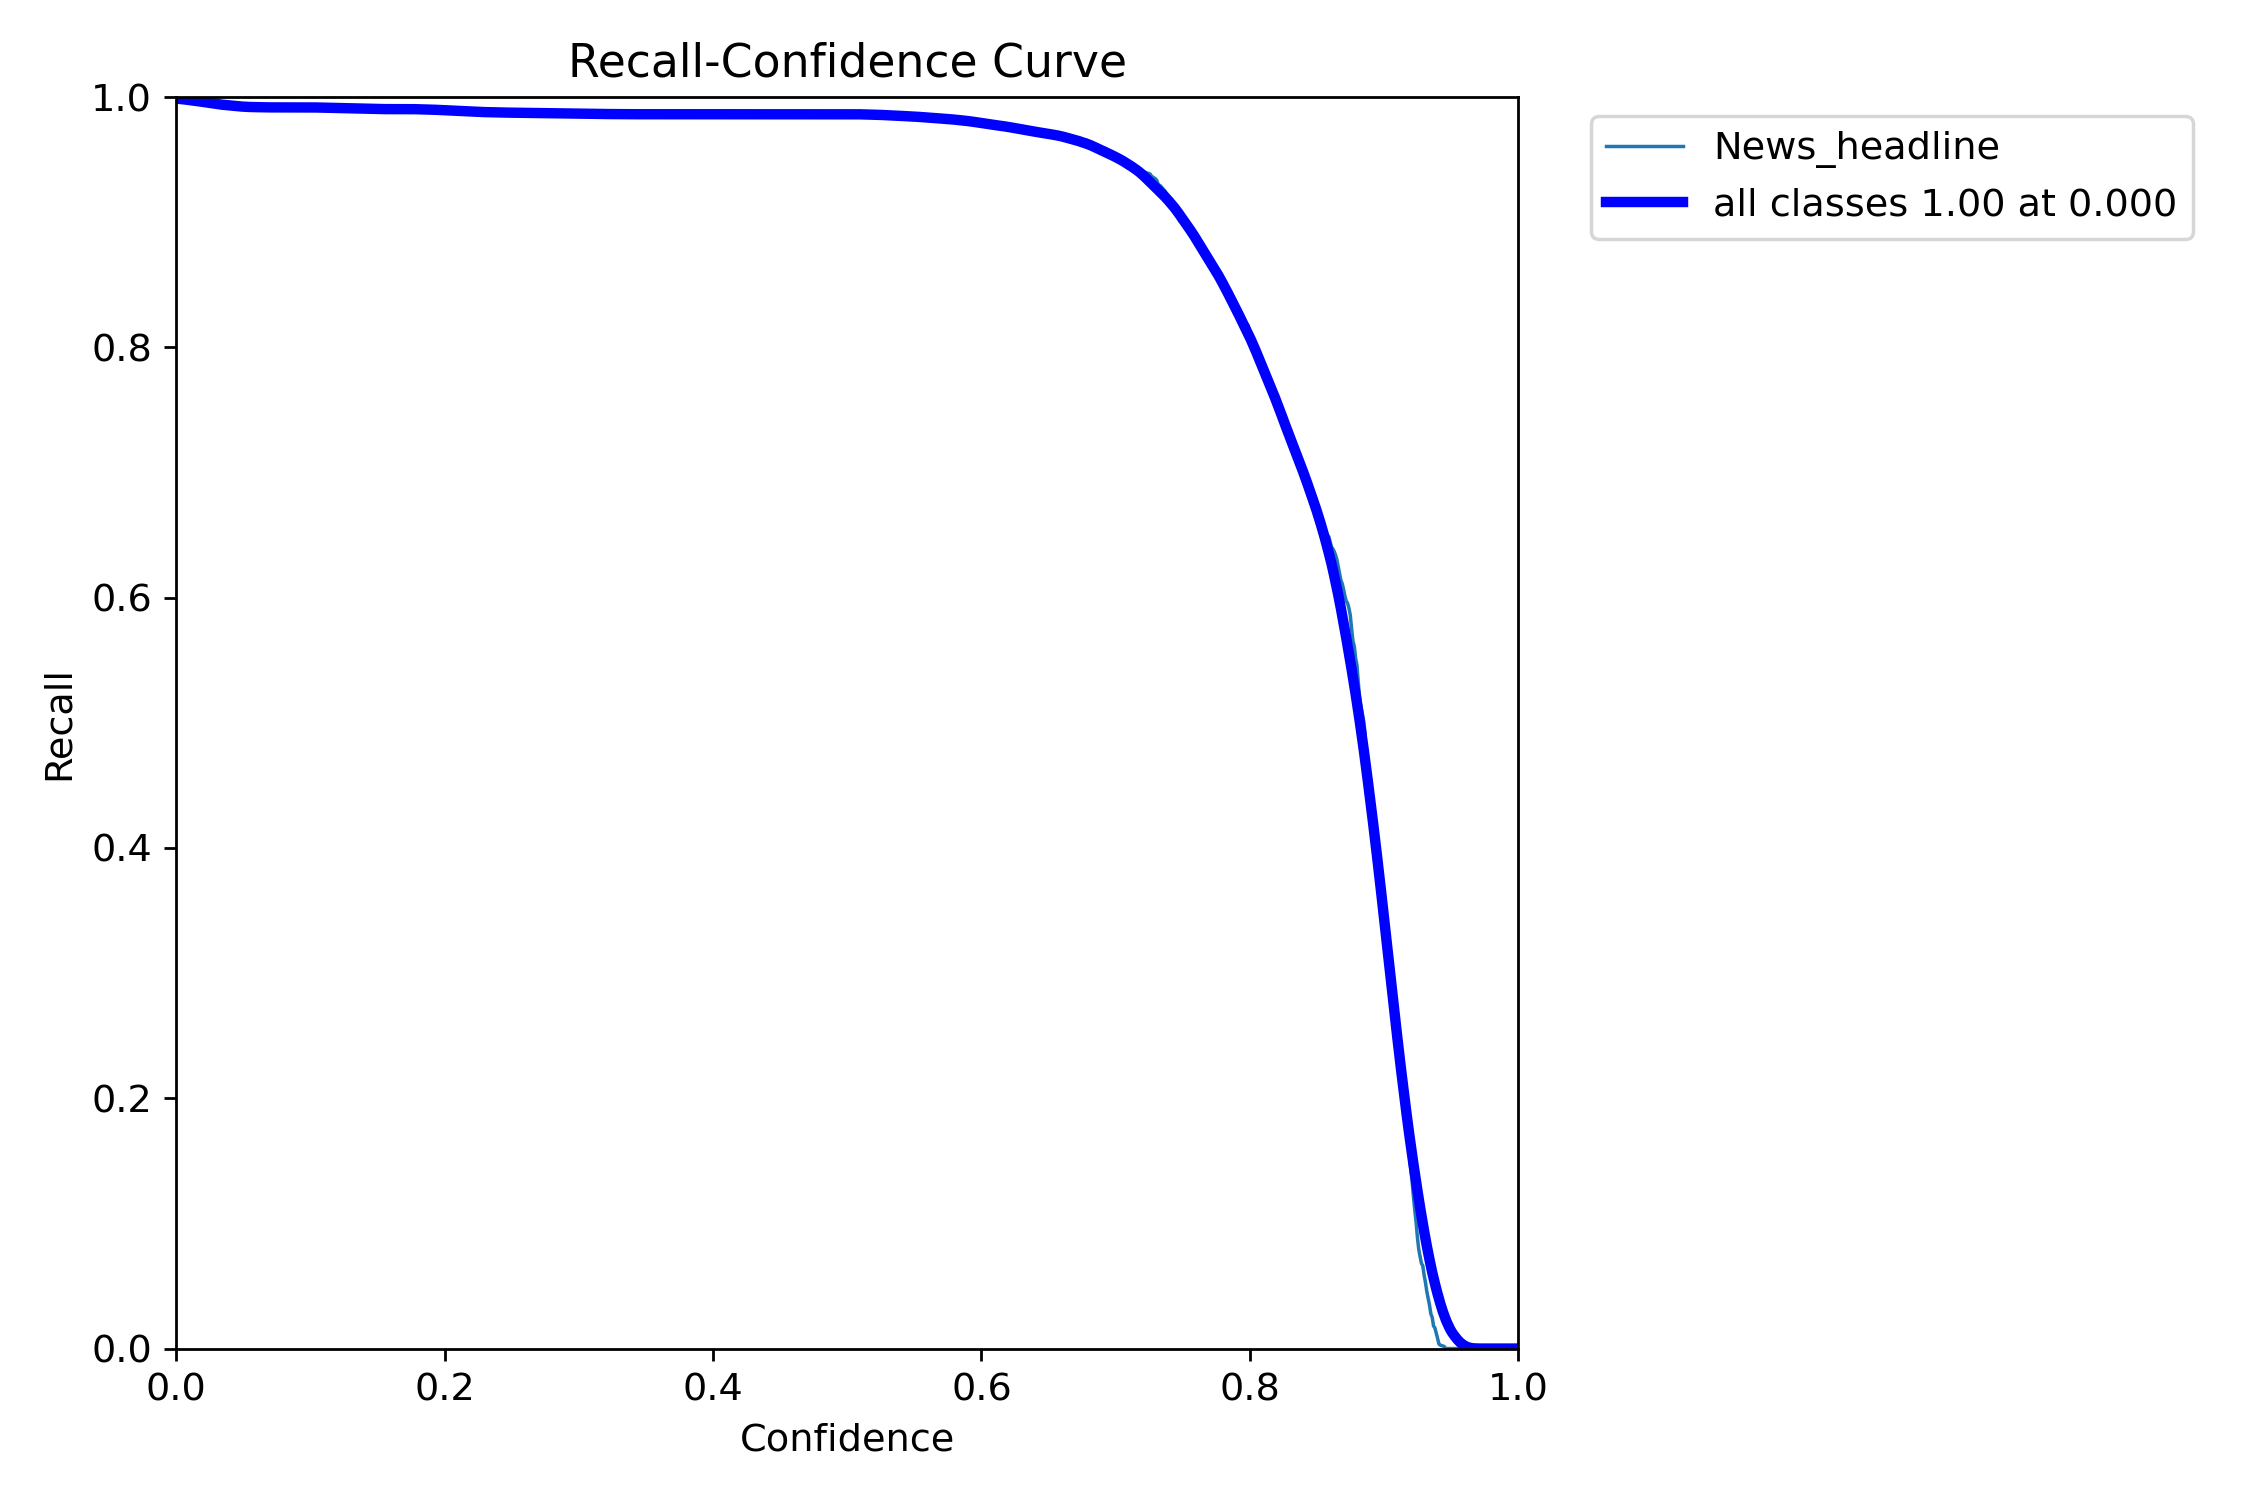 Recall-Confidence Curve
1.0
0.8
0.6
0.4
0.2
0.0
Recall
0.0 0.2 0.4 0.6 0.8 1.0
Confidence
News_headline
all classes 1.00 at 0.000